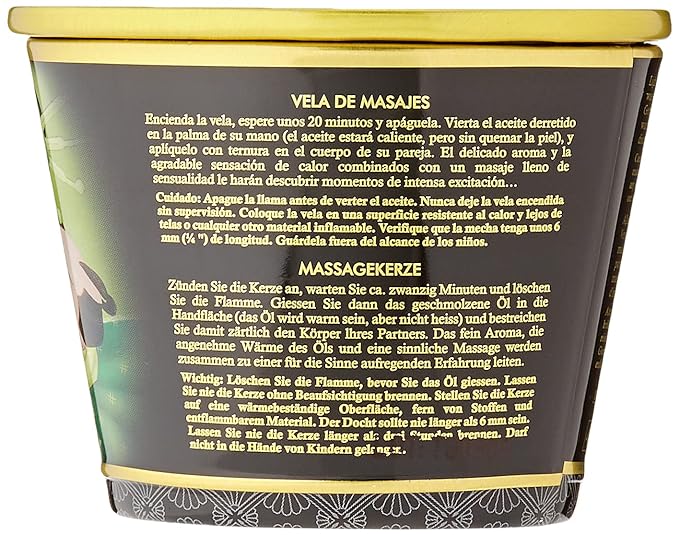 VELA DE MASAJES
Encienda la vela, espere unos 20 minutos y apáguela. Vierta el aceite derretido
en la palma de su mano (el aceite estará caliente, pero sin quemar la piel), y
aplíquelo con ternura en el cuerpo de su pareja. El delicado aroma y la
agradable sensación de calor combinados con un masaje lleno de
sensualidad le harán descubrir momentos de intensa excitación...
Cuidado: Apague la llama antes de verter el aceite. Nunca deje la vela encendida
sin supervisión. Coloque la vela en una superficie resistente al calor y lejos de
telas o cualquier otro material inflamable. Verifique que la mecha tenga unos 6
mm (¼ ") de longitud. Guárdela fuera del alcance de los niños.
MASSAGEKERZE
Zünden Sie die Kerze an, warten Sie ca. zwanzig Minuten und löschen
Sie die Flamme. Giessen Sie dann das geschmolzene Öl in die
Handfläche (das Öl wird warm sein, aber nicht heiss) und bestreichen
Sie damit zärtlich den Körper Ihres Partners. Das fein Aroma, die
angenehme Wärme des Öls und eine sinnliche Massage werden
zusammen zu einer für die Sinne aufregenden Erfahrung leiten.
Wichtig: Löschen Sie die Flamme, bevor Sie das Öl giessen. Lassen
Sie nie die Kerze ohne Beaufsichtigung brennen. Stellen Sie die Kerze
auf eine wärmebeständige Oberfläche, fern von Stoffen und
entflammbarem Material. Der Docht sollte nie länger als 6 mm sein.
Lassen Sie nie die Kerze länger als drei Stunden brennen. Darf
nicht in die Hände von Kindern